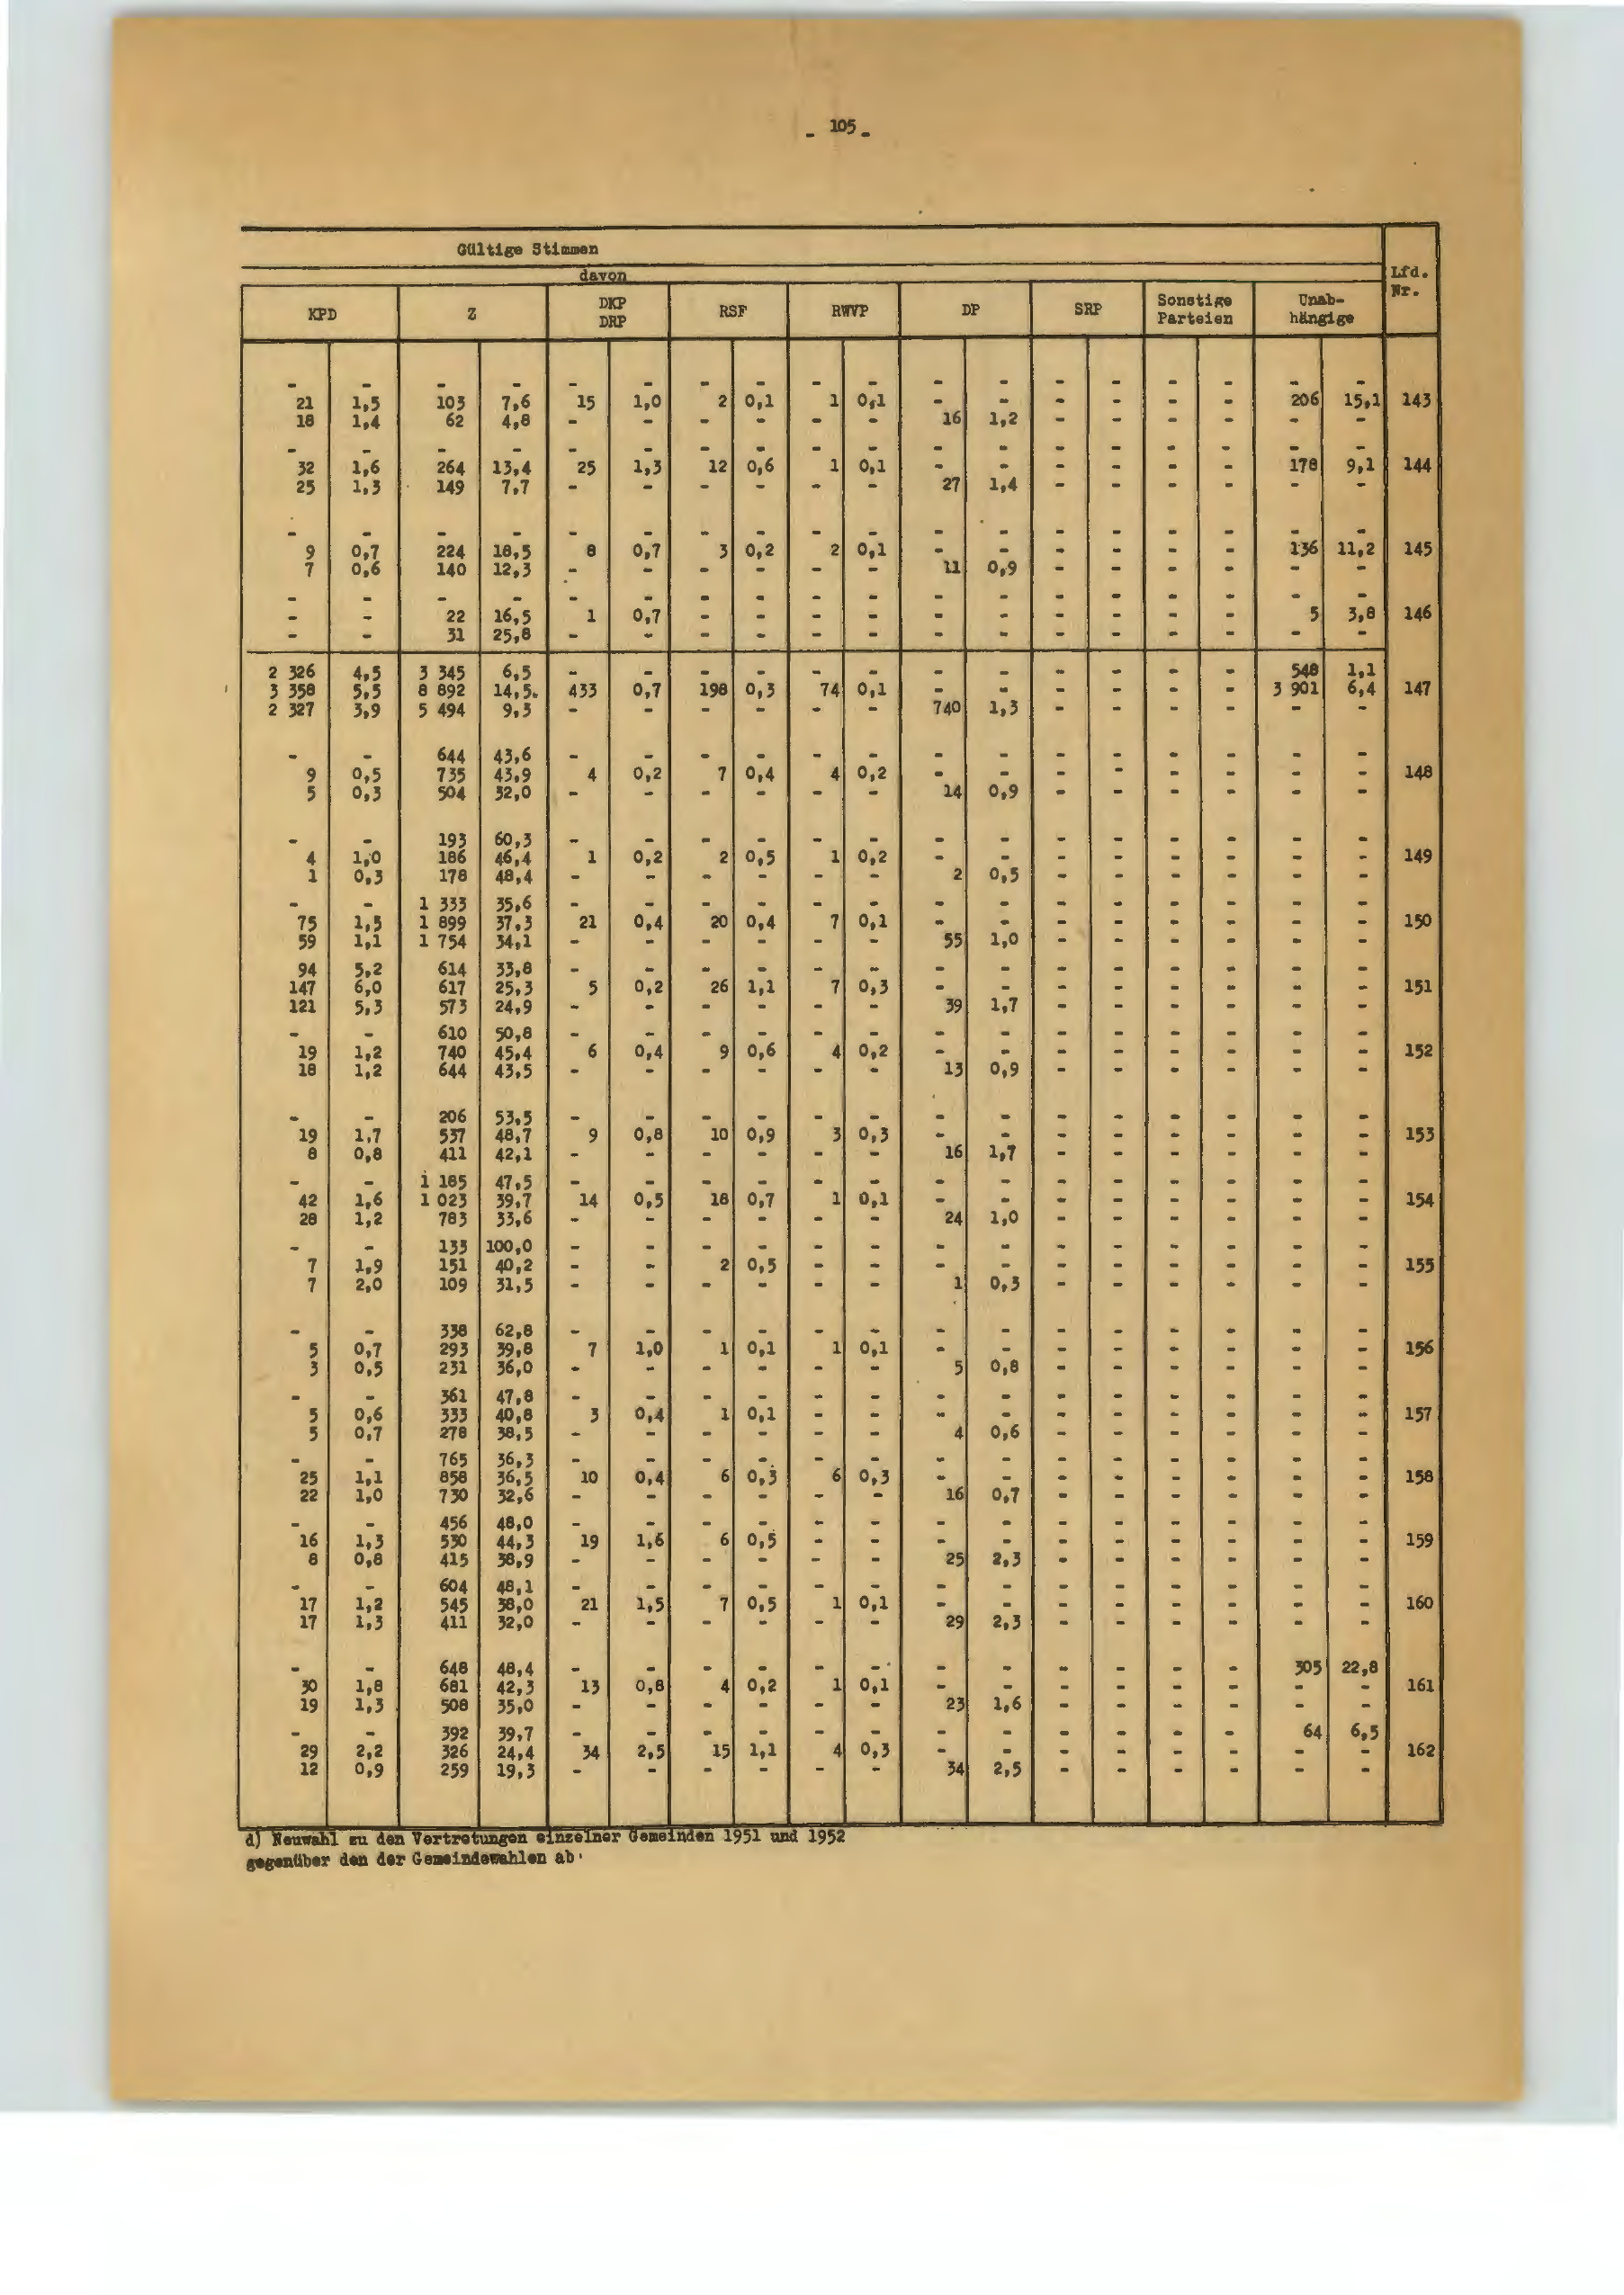 - 105 -
Gültige Stimmen
davon
Lfd. Nr.
KPD Z DKP DRP RSF RWVP DP SRP Sonstige Parteien Unab- hängige
- - - - - - - - - - - - - - - - - -
21 1,5 103 7,6 15 1,0 2 0,1 1 0,1 - - - - - - 206 15,1 143
18 1,4 62 4,8 - - - - - - 16 1,2 - - - - - -
- - - - - - - - - - - - - - - - - -
32 1,6 264 13,4 25 1,3 12 0,6 1 0,1 - - - - - - 178 9,1 144
25 1,3 149 7,7 - - - - - - 27 1,4 - - - - - -
- - - - - - - - - - - - - - - - - -
9 0,7 224 18,5 8 0,7 3 0,2 2 0,1 - - - - - - 136 11,2 145
7 0,6 140 12,3 - - - - - - 11 0,9 - - - - - -
- - - - - - - - - - - - - - - - - -
- - 22 16,5 1 0,7 - - - - - - - - - - 5 3,8 146
- - 31 25,8 - - - - - - - - - - - - - -
2 326 4,5 3 345 6,5 - - - - - - - - - - - - 548 1,1
3 358 5,5 8 892 14,5 433 0,7 198 0,3 74 0,1 - - - - - - 3 901 6,4 147
2 327 3,9 5 494 9,3 - - - - - - 740 1,3 - - - - - -
- - 644 43,6 - - - - - - - - - - - - - -
9 0,5 735 43,9 4 0,2 7 0,4 4 0,2 - - - - - - - - 148
5 0,3 504 32,0 - - - - - - 14 0,9 - - - - - -
- - 193 60,3 - - - - - - - - - - - - - -
4 1,0 186 46,4 1 0,2 2 0,5 1 0,2 - - - - - - - - 149
1 0,3 178 48,4 - - - - - - 2 0,5 - - - - - -
- - 1 333 35,6 - - - - - - - - - - - - - -
75 1,5 1 899 37,3 21 0,4 20 0,4 7 0,1 - - - - - - - - 150
59 1,1 1 754 34,1 - - - - - - 55 1,0 - - - - - -
94 5,2 614 33,8 - - - - - - - - - - - - - -
147 6,0 617 25,3 5 0,2 26 1,1 7 0,3 - - - - - - - - 151
121 5,3 573 24,9 - - - - - - 39 1,7 - - - - - -
- - 610 50,8 - - - - - - - - - - - - - -
19 1,2 740 45,4 6 0,4 9 0,6 4 0,2 - - - - - - - - 152
18 1,2 644 43,5 - - - - - - 13 0,9 - - - - - -
- - 206 53,5 - - - - - - - - - - - - - -
19 1,7 537 48,7 9 0,8 10 0,9 3 0,3 - - - - - - - - 153
8 0,8 411 42,1 - - - - - - 16 1,7 - - - - - -
- - 1 185 47,5 - - - - - - - - - - - - - -
42 1,6 1 023 39,7 14 0,5 18 0,7 1 0,1 - - - - - - - - 154
28 1,2 783 33,6 - - - - - - 24 1,0 - - - - - -
- - 133 100,0 - - - - - - - - - - - - - -
7 1,9 151 40,2 - - 2 0,5 - - - - - - - - - - 155
7 2,0 109 31,5 - - - - - - 1 0,3 - - - - - -
- - 338 62,8 - - - - - - - - - - - - - -
5 0,7 293 39,8 7 1,0 1 0,1 1 0,1 - - - - - - - - 156
3 0,5 231 36,0 - - - - - - 5 0,8 - - - - - -
- - 361 47,8 - - - - - - - - - - - - - -
5 0,6 333 40,8 3 0,4 1 0,1 - - - - - - - - - - 157
5 0,7 278 38,5 - - - - - - 4 0,6 - - - - - -
- - 765 36,3 - - - - - - - - - - - - - -
25 1,1 858 36,5 10 0,4 6 0,3 6 0,3 - - - - - - - - 158
22 1,0 730 32,6 - - - - - - 16 0,7 - - - - - -
- - 456 48,0 - - - - - - - - - - - - - -
16 1,3 530 44,3 19 1,6 6 0,5 - - - - - - - - - - 159
8 0,8 415 38,9 - - - - - - 25 2,3 - - - - - -
- - 604 48,1 - - - - - - - - - - - - - -
17 1,2 545 38,0 21 1,5 7 0,5 1 0,1 - - - - - - - - 160
17 1,3 411 32,0 - - - - - - 29 2,3 - - - - - -
- - 648 48,4 - - - - - - - - - - - - 305 22,8
30 1,8 681 42,3 13 0,8 4 0,2 1 0,1 - - - - - - - - 161
19 1,3 508 35,0 - - - - - - 23 1,6 - - - - - -
- - 392 39,7 - - - - - - - - - - - - 64 6,5
29 2,2 326 24,4 34 2,5 15 1,1 4 0,3 - - - - - - - - 162
12 0,9 259 19,3 - - - - - - 34 2,5 - - - - - -
d) Neuwahl zu den Vertretungen einzelner Gemeinden 1951 und 1952
gegenüber den der Gemeindewahlen ab